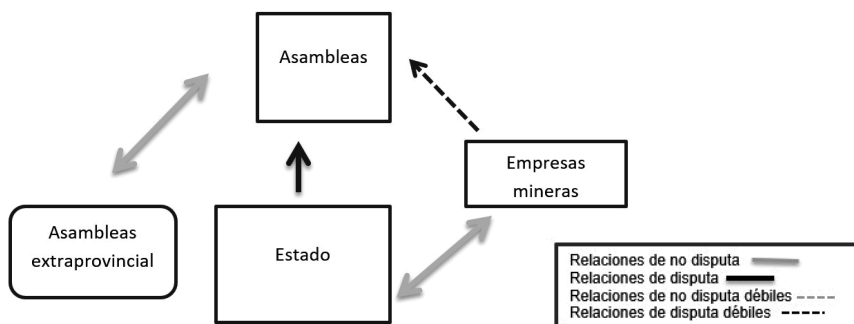 Asambleas
Empresas
mineras
Asambleas
extraprovincial
Estado
Relaciones de no disputa
Relaciones de disputa
Relaciones de no disputa débiles
Relaciones de disputa débiles